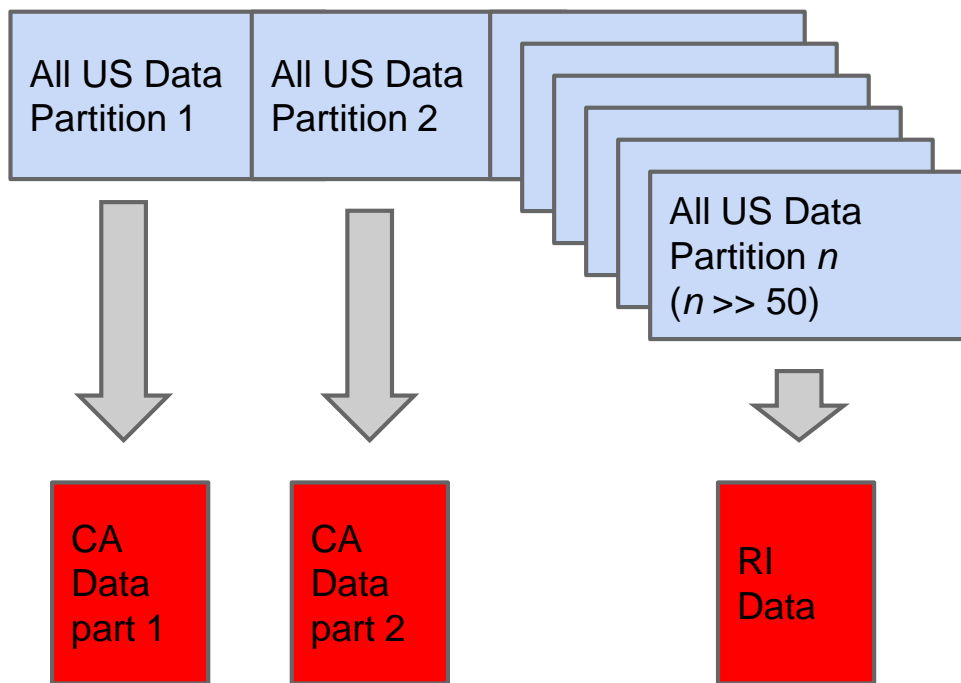 All US Data
Partition 1
All US Data
Partition 2
All US Data
Partition n
(n >> 50)
CA
Data
part 1
CA
Data
part 2
RI
Data